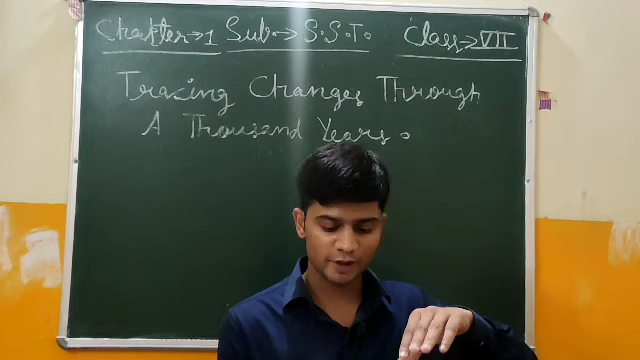 Chapter→1 Sub.→ S.S.T. Class→VII
Tracing Changes Through
A Thousand Years.